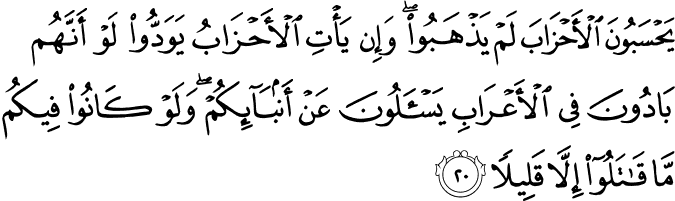 يَحْسَبُونَ ٱلْأَحْزَابَ لَمْ يَذْهَبُوا۟ ۖ وَإِن يَأْتِ ٱلْأَحْزَابُ يَوَدُّوا۟ لَوْ أَنَّهُم
بَادُونَ فِى ٱلْأَعْرَابِ يَسْـَٔلُونَ عَنْ أَنۢبَآئِكُمْ ۖ وَلَوْ كَانُوا۟ فِيكُم
مَّا قَـٰتَلُوٓا۟ إِلَّا قَلِيلًا ۝٢٠